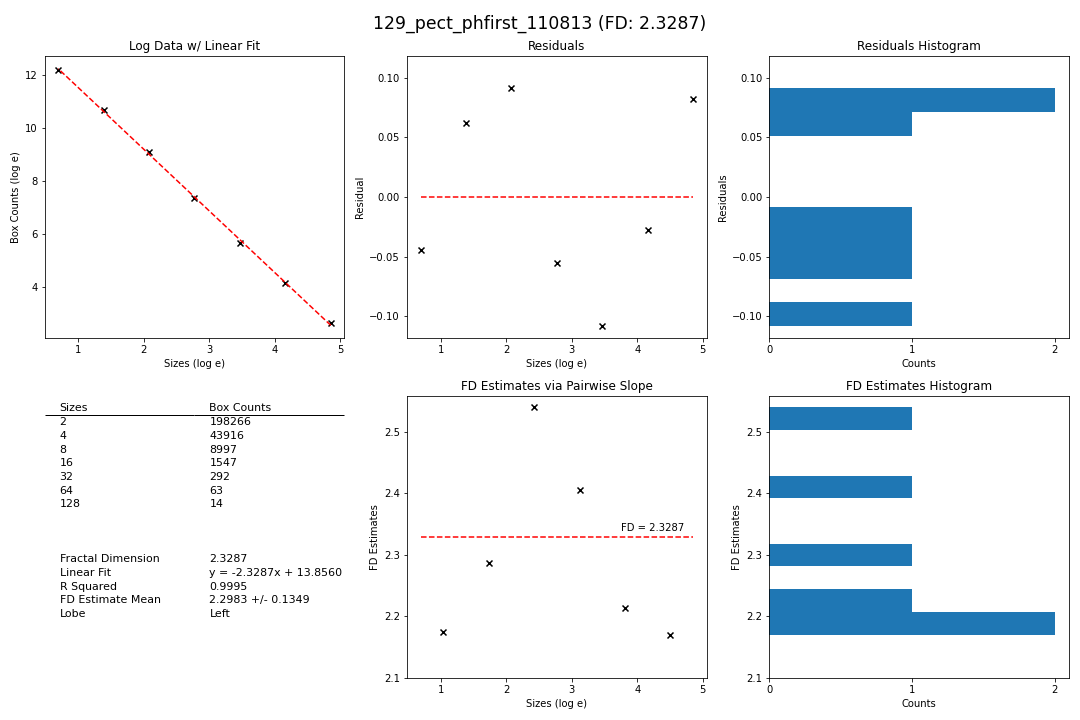 129_pect_phfirst_110813 (FD: 2.3287)
Log Data w/ Linear Fit
Box Counts (log e)
12
10
8
6
4
1 2 3 4 5
Sizes (log e)
Residuals
Residual
0.10
0.05
0.00
−0.05
−0.10
1 2 3 4 5
Sizes (log e)
Residuals Histogram
Residuals
0.10
0.05
0.00
−0.05
−0.10
0 1 2
Counts
Sizes Box Counts
2 198266
4 43916
8 8997
16 1547
32 292
64 63
128 14
Fractal Dimension 2.3287
Linear Fit y = -2.3287x + 13.8560
R Squared 0.9995
FD Estimate Mean 2.2983 +/- 0.1349
Lobe Left
FD Estimates via Pairwise Slope
FD Estimates
2.5
2.4
2.3
2.2
2.1
FD = 2.3287
1 2 3 4 5
Sizes (log e)
FD Estimates Histogram
FD Estimates
2.5
2.4
2.3
2.2
2.1
0 1 2
Counts